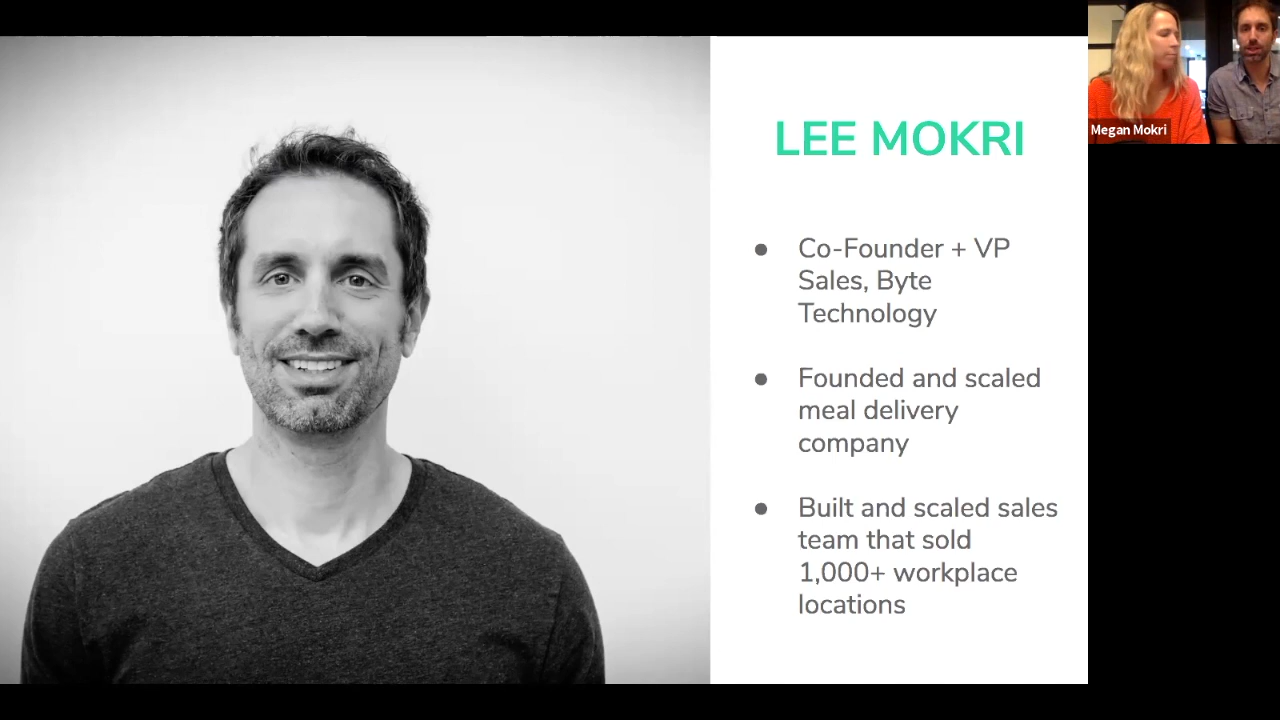 LEE MOKRI
● Co-Founder + VP
Sales, Byte
Technology
● Founded and scaled
meal delivery
company
● Built and scaled sales
team that sold
1,000+ workplace
locations
Megan Mokri